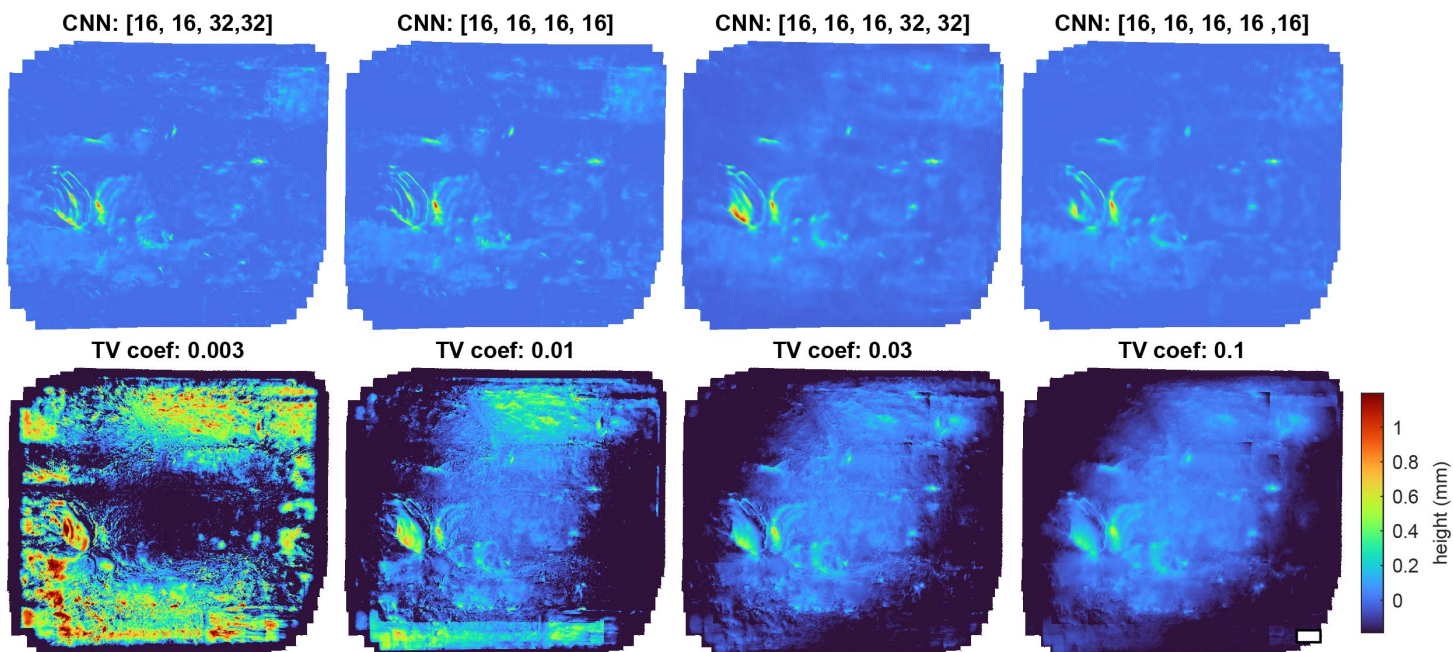 CNN: [16, 16, 32,32]
CNN: [16, 16, 16, 16]
CNN: [16, 16, 16, 32, 32]
CNN: [16, 16, 16, 16 ,16]
TV coef: 0.003
TV coef: 0.01
TV coef: 0.03
TV coef: 0.1
1
0.8
0.6
0.4
0.2
0
height (mm)